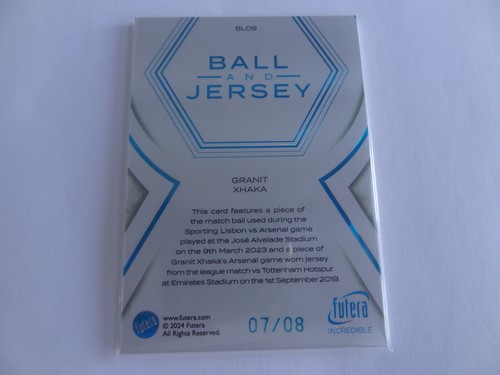 BL09
BALL
AND
JERSEY
GRANIT
XHAKA
This card features a piece of
the match ball used during the
Sporting Lisbon vs Arsenal game
played at the José Alvalade Stadium
on the 9th March 2023 and a piece of
Granit Xhaka's Arsenal game worn jersey
from the league match vs Tottenham Hotspur
at Emirates Stadium on the 1st September 2019.
futera
www.futera.com
© 2024 Futera
All Rights Reserved.
07/08
futera
INCREDIBLE